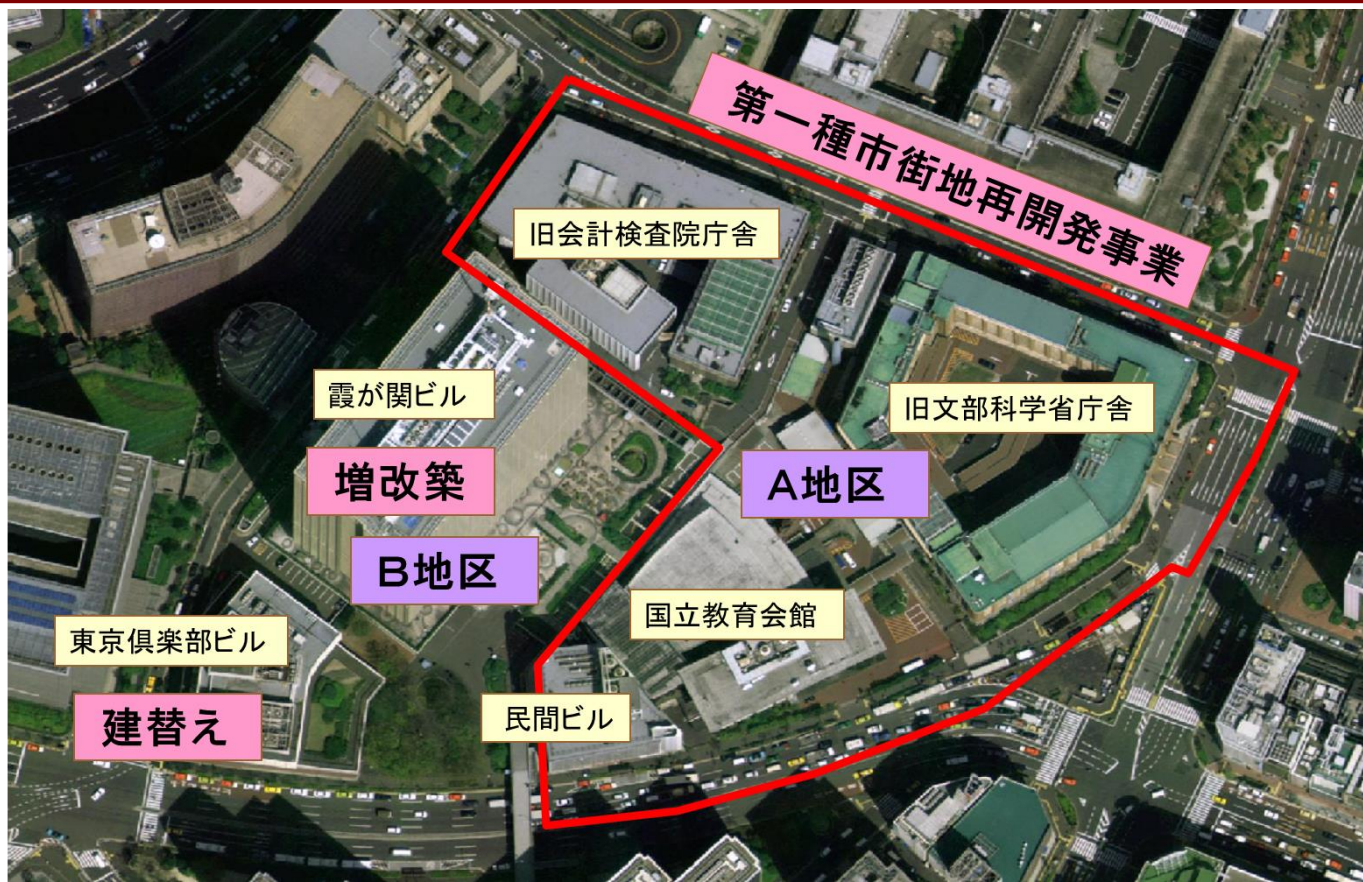 第一種市街地再開発事業
旧会計検査院庁舎
霞が関ビル
旧文部科学省庁舎
増改築
A地区
B地区
国立教育会館
東京倶楽部ビル
民間ビル
建替え